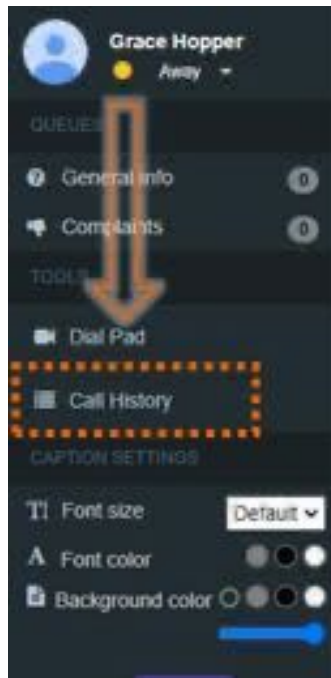 Grace Hopper
Away
QUEUES
General Info
0
Complaints
0
TOOLS
Dial Pad
Call History
CAPTION SETTINGS
T! Font size
Default
A Font color
Background color